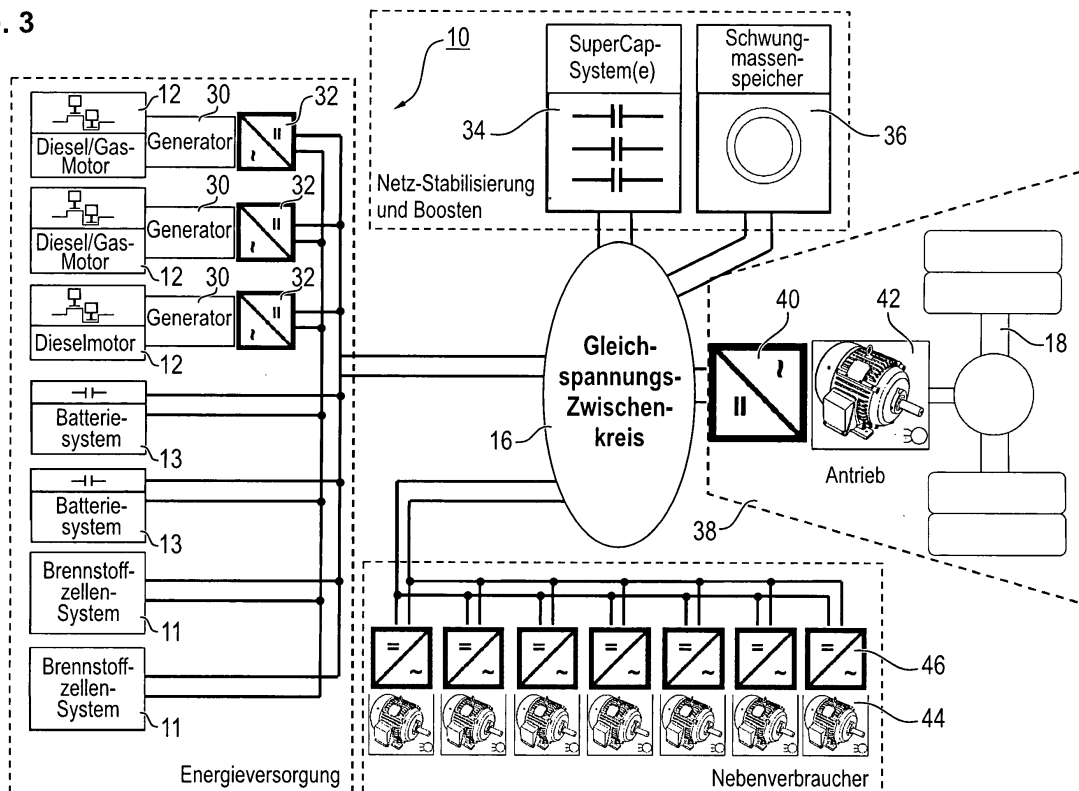 . 3
10
SuperCap-
System(e)
34
Schwung-
massen-
speicher
36
Netz-Stabilisierung
und Boosten
12
30
32
Diesel/Gas-
Motor
Generator
=
~
30
32
Diesel/Gas-
Motor
12
Generator
=
~
30
32
Dieselmotor
12
Generator
=
~
Batterie-
system
13
Batterie-
system
13
Brennstoff-
zellen-
System
11
Brennstoff-
zellen-
System
11
Energieversorgung
Gleich-
spannungs-
Zwischen-
kreis
16
40
~
=
42
Antrieb
18
38
= ~
= ~
= ~
= ~
= ~
= ~
= ~
46
44
Nebenverbraucher